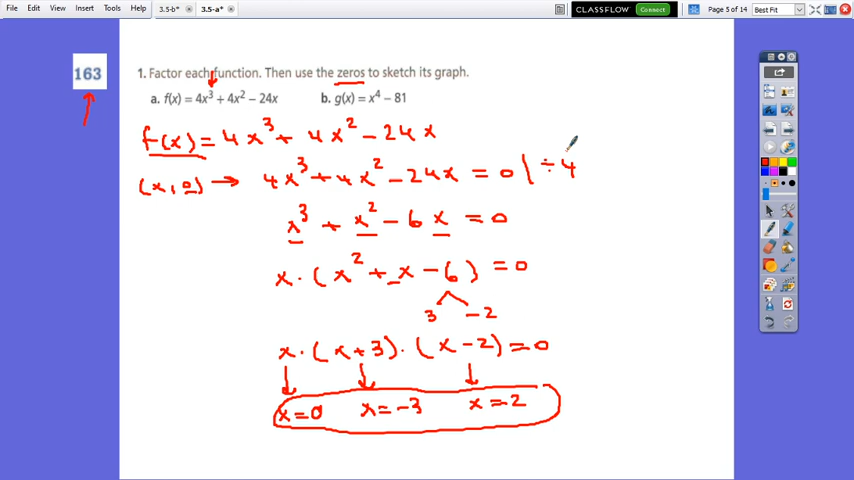 File Edit View Insert Tools Help 3.5-b* 3.5-a* CLASSFLOW Page 5 of 14 Best Fit
163
1. Factor each function. Then use the zeros to sketch its graph.
a. f(x) = 4x³ + 4x² − 24x b. g(x) = x⁴ − 81
f(x) = 4x³ + 4x² − 24x
(x, 0) → 4x³ + 4x² − 24x = 0 | ÷ 4
x³ + x² − 6x = 0
x · (x² + x − 6) = 0
3 −2
x · (x + 3) · (x − 2) = 0
x = 0 x = −3 x = 2